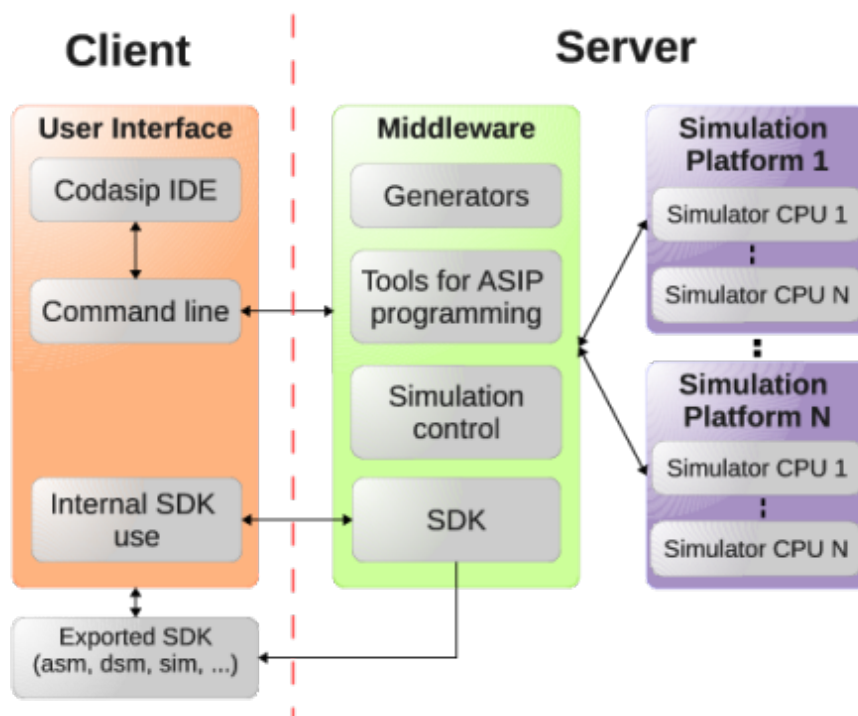 Client
Server
User Interface
Codasip IDE
Command line
Internal SDK
use
Exported SDK
(asm, dsm, sim, ...)
Middleware
Generators
Tools for ASIP
programming
Simulation
control
SDK
Simulation
Platform 1
Simulator CPU 1
Simulator CPU N
Simulation
Platform N
Simulator CPU 1
Simulator CPU N